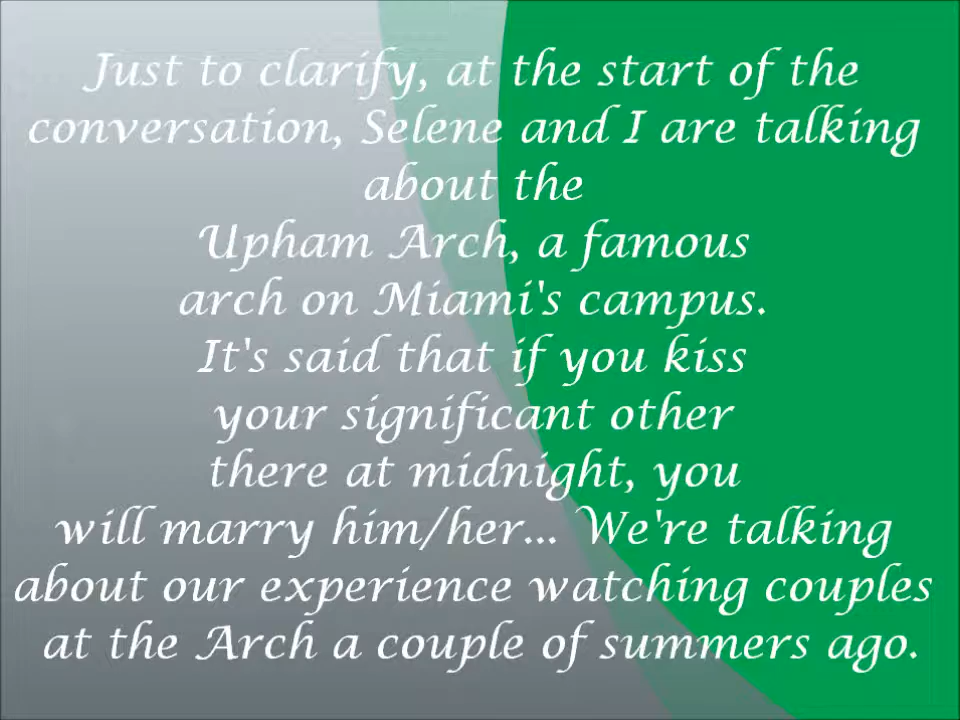 Just to clarify, at the start of the
conversation, Selene and I are talking
about the
Upham Arch, a famous
arch on Miami's campus.
It's said that if you kiss
your significant other
there at midnight, you
will marry him/her... We're talking
about our experience watching couples
at the Arch a couple of summers ago.